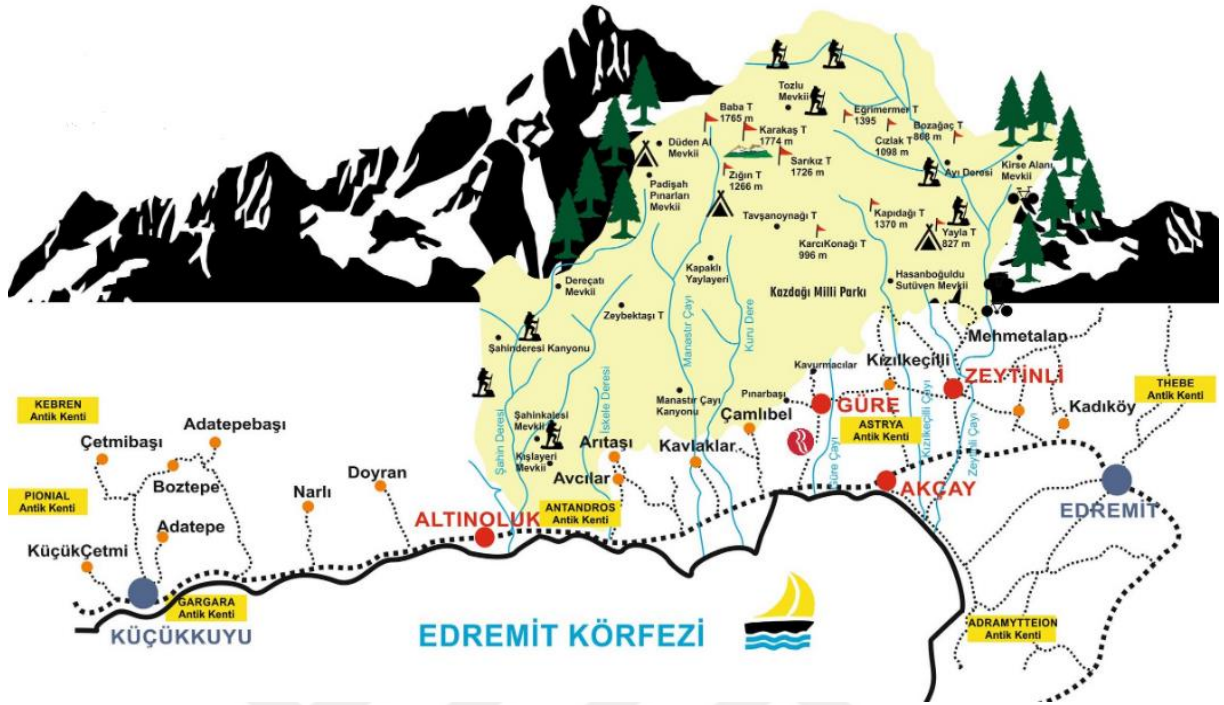 Tozlu
Mevkii
Baba T
1765 m
Karakaş T
1774 m
Eğrimermer T
1395
Bozağaç T
868 m
Cızlak T
1098 m
Düden Al
Mevkii
Sarıkız T
1726 m
Kirse Alanı
Mevkii
Ayı Deresi
Zığın T
1266 m
Padişah
Pınarları
Mevkii
Tavşanoynağı T
Kapıdağı T
1370 m
Yayla T
827 m
KarcıKonağı T
996 m
Kapaklı
Yaylayeri
Dereçatı
Mevkii
Hasanboğuldu
Sutüven Mevkii
Kazdağı Milli Parkı
Zeybektaşı T
Manastır Çayı
Kuru Dere
Şahinderesi Kanyonu
Mehmetalan
Kızılkeçilli
Kavurmacılar
ZEYTİNLİ
THEBE
Antik Kenti
Pınarbaşı
GÜRE
Manastır Çayı
Kanyonu
Çamlıbel
KEBREN
Antik Kenti
Adatepebaşı
Çetmibaşı
Şahinkalesi
Mevkii
İskele Deresi
Şahin Deresi
Arıtaşı
Kavlaklar
ASTRYA
Antik Kenti
Kızılkeçilli Çayı
Zeytinli Çayı
Güre Çayı
Kadıköy
Kışlayeri
Mevkii
Avcılar
Doyran
Boztepe
Narlı
PIONIAL
Antik Kenti
AKÇAY
EDREMİT
ALTINOLUK
ANTANDROS
Antik Kenti
Adatepe
KüçükÇetmi
GARGARA
Antik Kenti
KÜÇÜKKUYU
EDREMİT KÖRFEZİ
ADRAMYTTEION
Antik Kenti